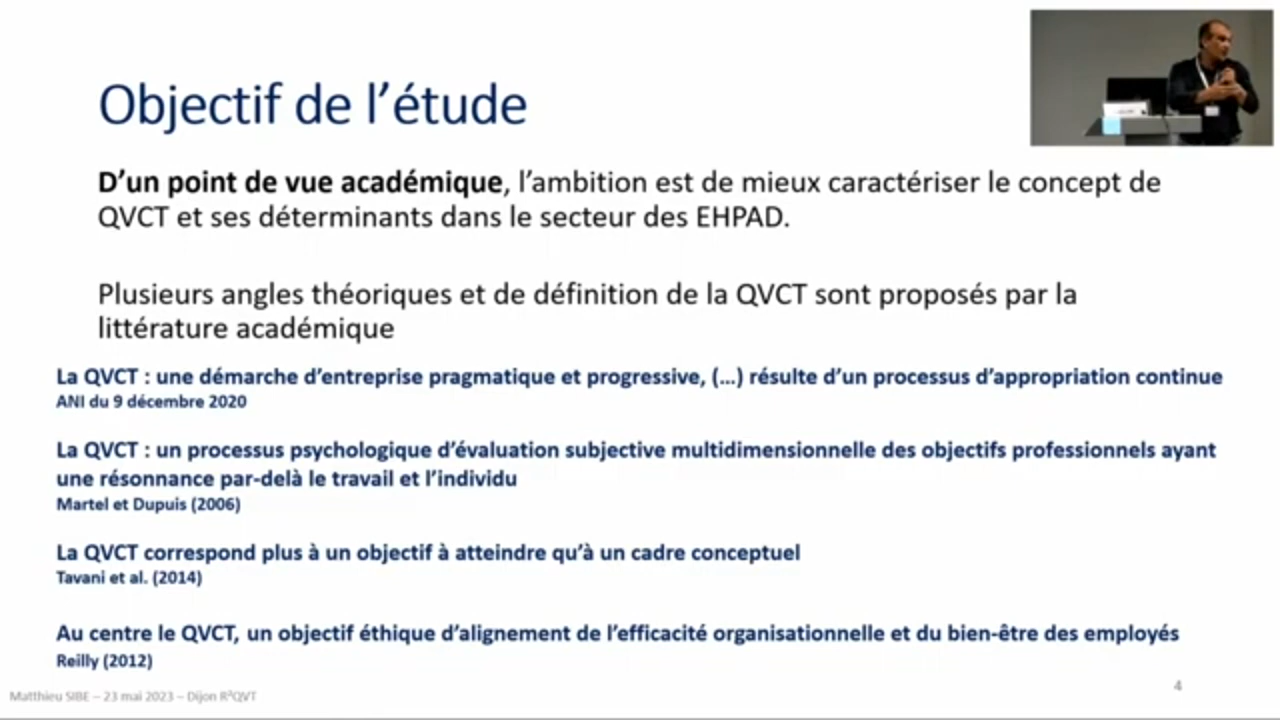 Objectif de l'étude
D'un point de vue académique, l'ambition est de mieux caractériser le concept de
QVCT et ses déterminants dans le secteur des EHPAD.
Plusieurs angles théoriques et de définition de la QVCT sont proposés par la
littérature académique
La QVCT : une démarche d'entreprise pragmatique et progressive, (...) résulte d'un processus d'appropriation continue
ANI du 9 décembre 2020
La QVCT : un processus psychologique d'évaluation subjective multidimensionnelle des objectifs professionnels ayant
une résonnance par-delà le travail et l'individu
Martel et Dupuis (2006)
La QVCT correspond plus à un objectif à atteindre qu'à un cadre conceptuel
Tavani et al. (2014)
Au centre le QVCT, un objectif éthique d'alignement de l'efficacité organisationnelle et du bien-être des employés
Reilly (2012)
Matthieu SIBE – 23 mai 2023 – Dijon R²QVT
4